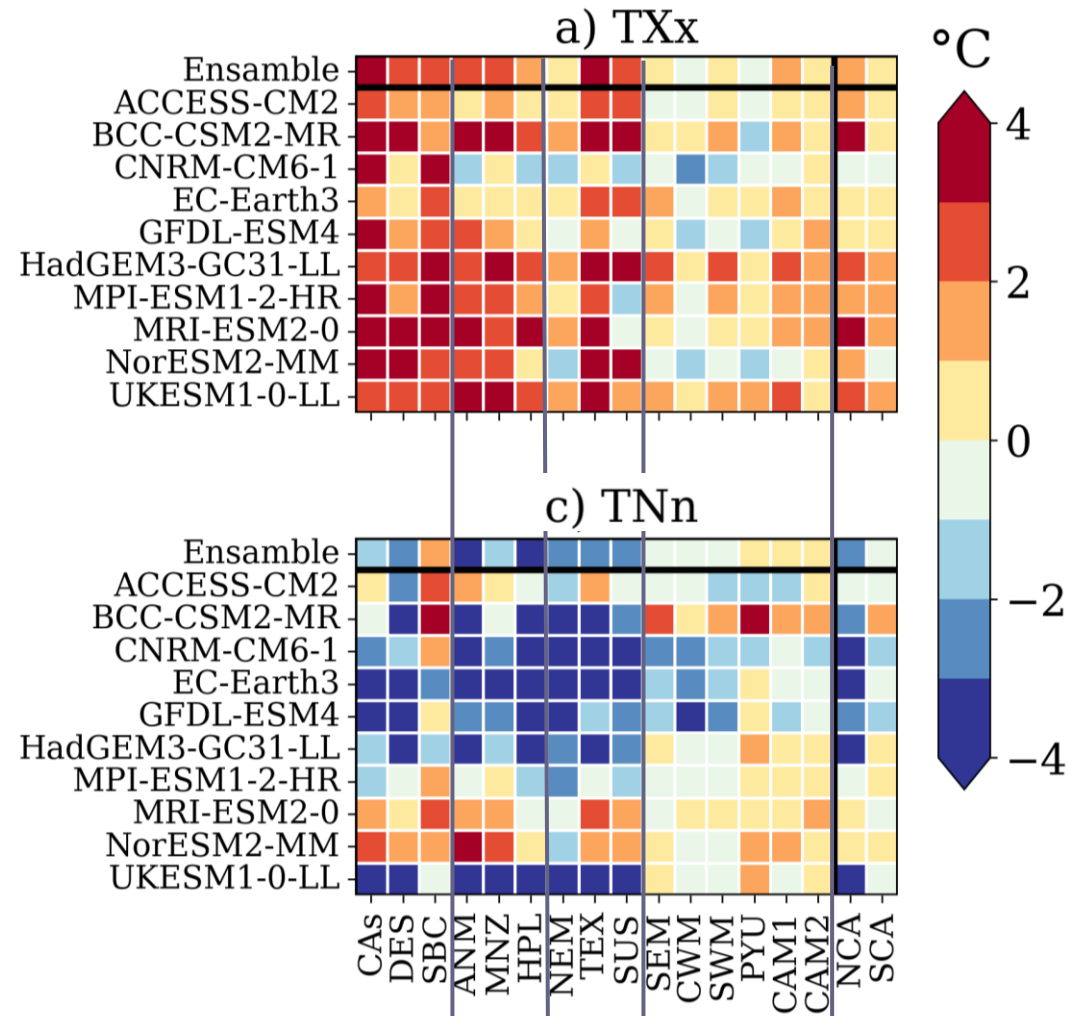 a) TXx
°C
Ensamble
ACCESS-CM2
BCC-CSM2-MR
CNRM-CM6-1
EC-Earth3
GFDL-ESM4
HadGEM3-GC31-LL
MPI-ESM1-2-HR
MRI-ESM2-0
NorESM2-MM
UKESM1-0-LL
4
2
0
−2
−4
c) TNn
Ensamble
ACCESS-CM2
BCC-CSM2-MR
CNRM-CM6-1
EC-Earth3
GFDL-ESM4
HadGEM3-GC31-LL
MPI-ESM1-2-HR
MRI-ESM2-0
NorESM2-MM
UKESM1-0-LL
CAs
DES
SBC
ANM
MNZ
HPL
NEM
TEX
SUS
SEM
CWM
SWM
PYU
CAM1
CAM2
NCA
SCA